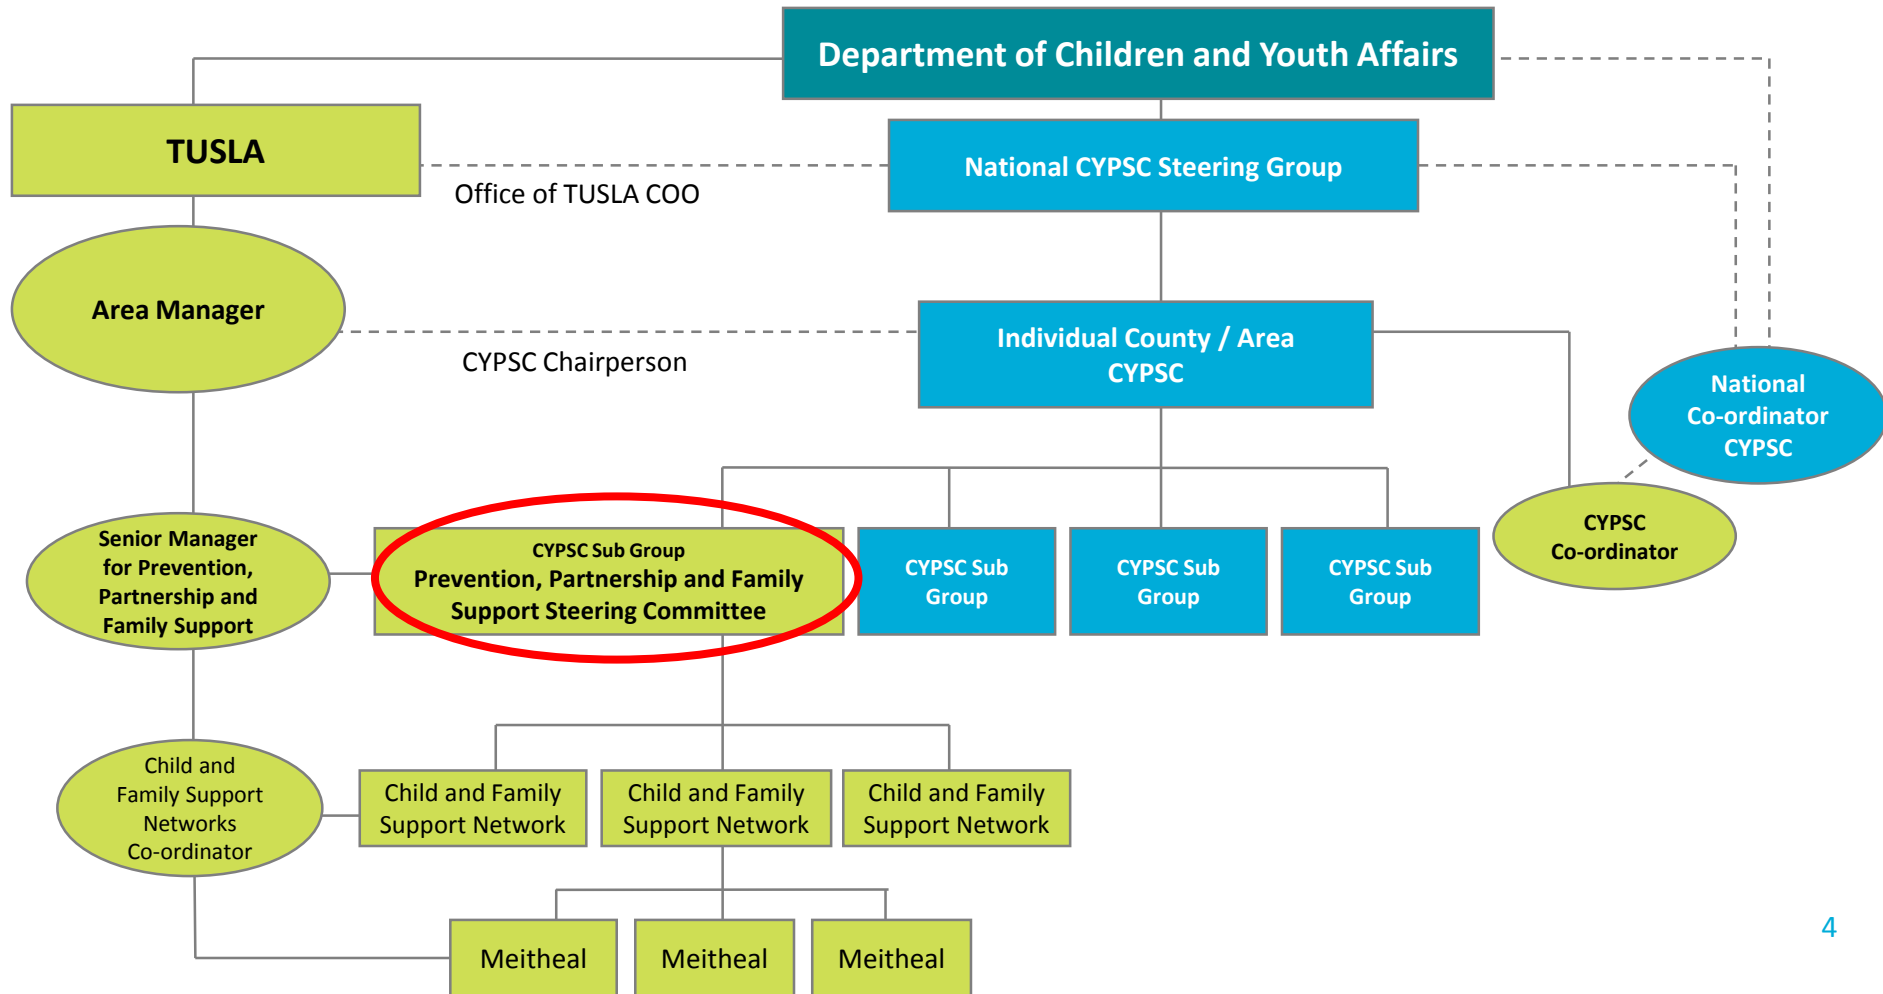 Department of Children and Youth Affairs
TUSLA
National CYPSC Steering Group
Office of TUSLA COO
Area Manager
Individual County / Area
CYPSC
CYPSC Chairperson
National
Co-ordinator
CYPSC
Senior Manager
for Prevention,
Partnership and
Family Support
CYPSC Sub Group
Prevention, Partnership and Family
Support Steering Committee
CYPSC Sub
Group
CYPSC Sub
Group
CYPSC Sub
Group
CYPSC
Co-ordinator
Child and
Family Support
Networks
Co-ordinator
Child and Family
Support Network
Child and Family
Support Network
Child and Family
Support Network
Meitheal
Meitheal
Meitheal
4